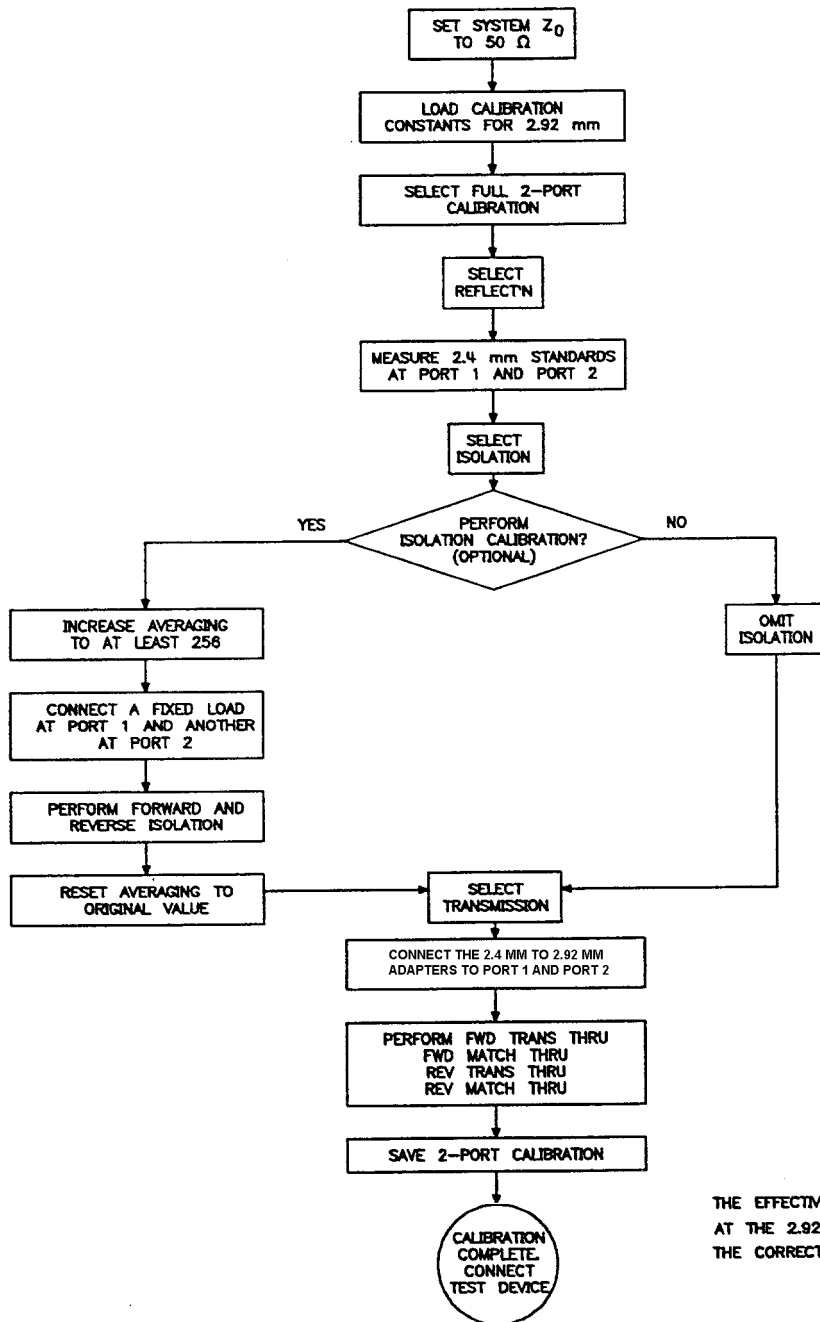 SET SYSTEM Z0
TO 50 Ω
LOAD CALIBRATION
CONSTANTS FOR 2.92 mm
SELECT FULL 2-PORT
CALIBRATION
SELECT
REFLECT'N
MEASURE 2.4 mm STANDARDS
AT PORT 1 AND PORT 2
SELECT
ISOLATION
PERFORM
ISOLATION CALIBRATION?
(OPTIONAL)
YES
NO
INCREASE AVERAGING
TO AT LEAST 256
OMIT
ISOLATION
CONNECT A FIXED LOAD
AT PORT 1 AND ANOTHER
AT PORT 2
PERFORM FORWARD AND
REVERSE ISOLATION
RESET AVERAGING TO
ORIGINAL VALUE
SELECT
TRANSMISSION
CONNECT THE 2.4 MM TO 2.92 MM
ADAPTERS TO PORT 1 AND PORT 2
PERFORM FWD TRANS THRU
FWD MATCH THRU
REV TRANS THRU
REV MATCH THRU
SAVE 2-PORT CALIBRATION
CALIBRATION
COMPLETE.
CONNECT
TEST DEVICE
THE EFFECTIV
AT THE 2.92
THE CORRECT